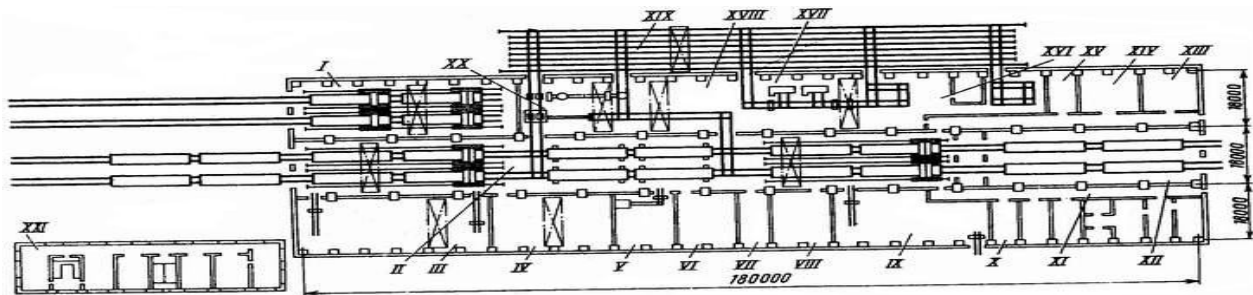 XIX XVIII XVII
I XX XVI XV XIV XIII
18000
18000
18000
XXI
II III IV V VI VII VIII IX X XI XII
180000